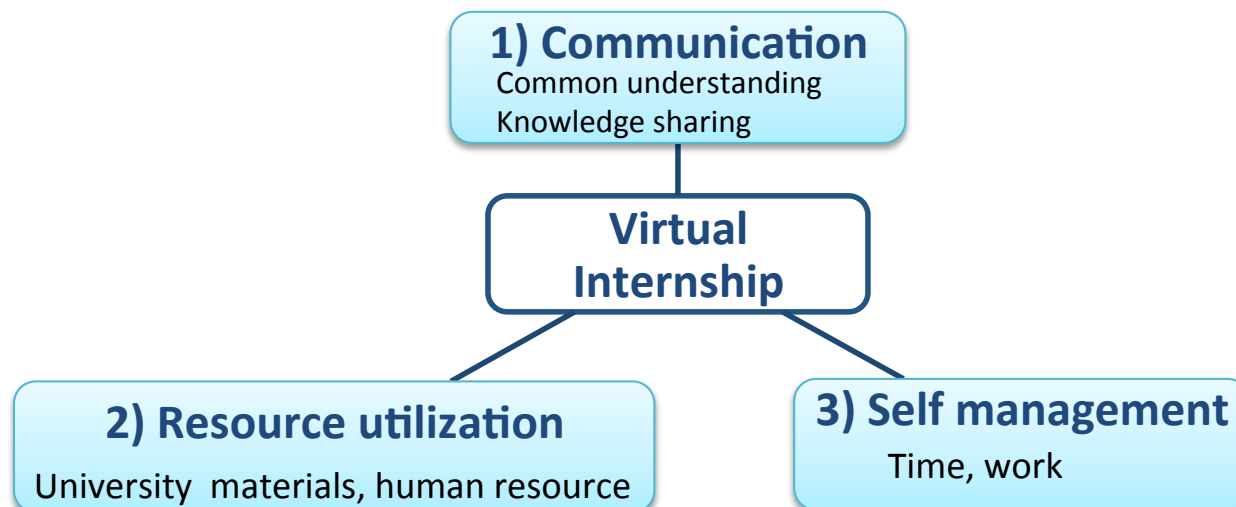 1) Communication
Common understanding
Knowledge sharing
Virtual
Internship
2) Resource utilization
University  materials, human resource
3) Self management
Time, work